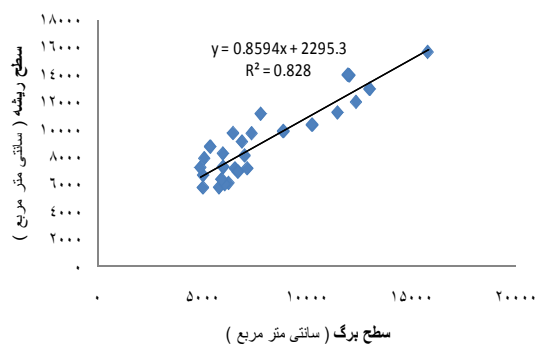 ۱۸۰۰۰
۱۶۰۰۰
۱۴۰۰۰
۱۲۰۰۰
۱۰۰۰۰
۸۰۰۰
۶۰۰۰
۴۰۰۰
۲۰۰۰
۰
سطح ریشه ( سانتی متر مربع )
y = 0.8594x + 2295.3
R² = 0.828
۰ ۵۰۰۰ ۱۰۰۰۰ ۱۵۰۰۰ ۲۰۰۰۰
سطح برگ ( سانتی متر مربع )